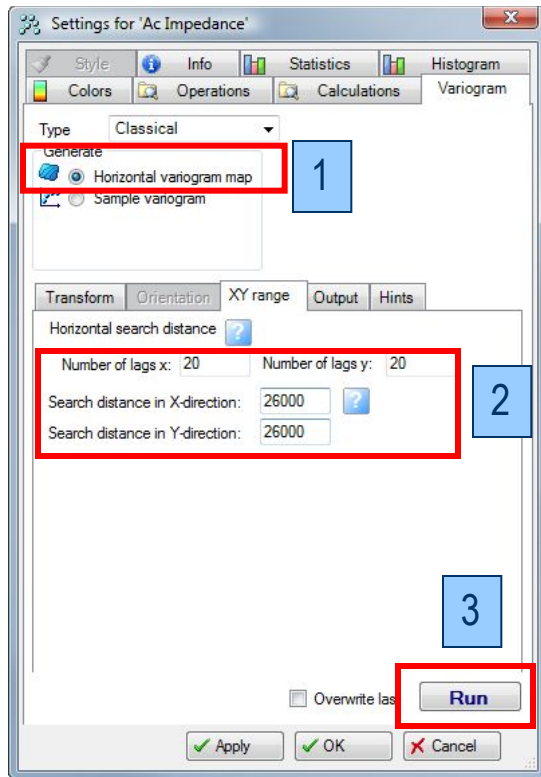 Settings for 'Ac Impedance'
Style Info Statistics Histogram
Colors Operations Calculations Variogram
Type Classical
Generate
Horizontal variogram map
1
Sample variogram
Transform Orientation XY range Output Hints
Horizontal search distance ?
Number of lags x: 20 Number of lags y: 20
Search distance in X-direction: 26000 ?
2
Search distance in Y-direction: 26000
3
Overwrite las
Run
Apply OK Cancel